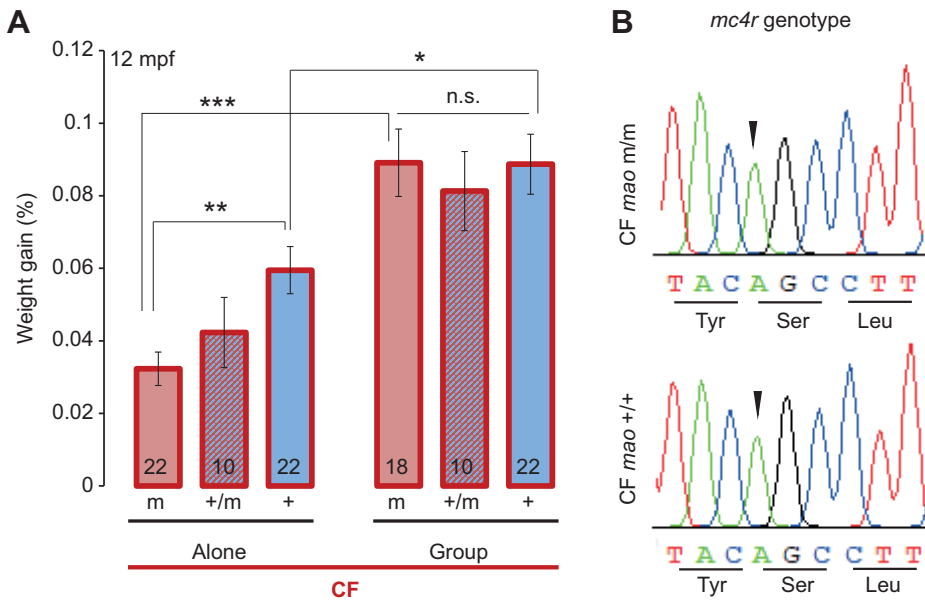 A
12 mpf
Weight gain (%)
0.12
0.1
0.08
0.06
0.04
0.02
0
***
**
*
n.s.
22
10
22
18
10
22
m
+/m
+
m
+/m
+
Alone
Group
CF
B
mc4r genotype
CF mao m/m
T A C A G C C T T
Tyr
Ser
Leu
CF mao +/+
T A C A G C C T T
Tyr
Ser
Leu